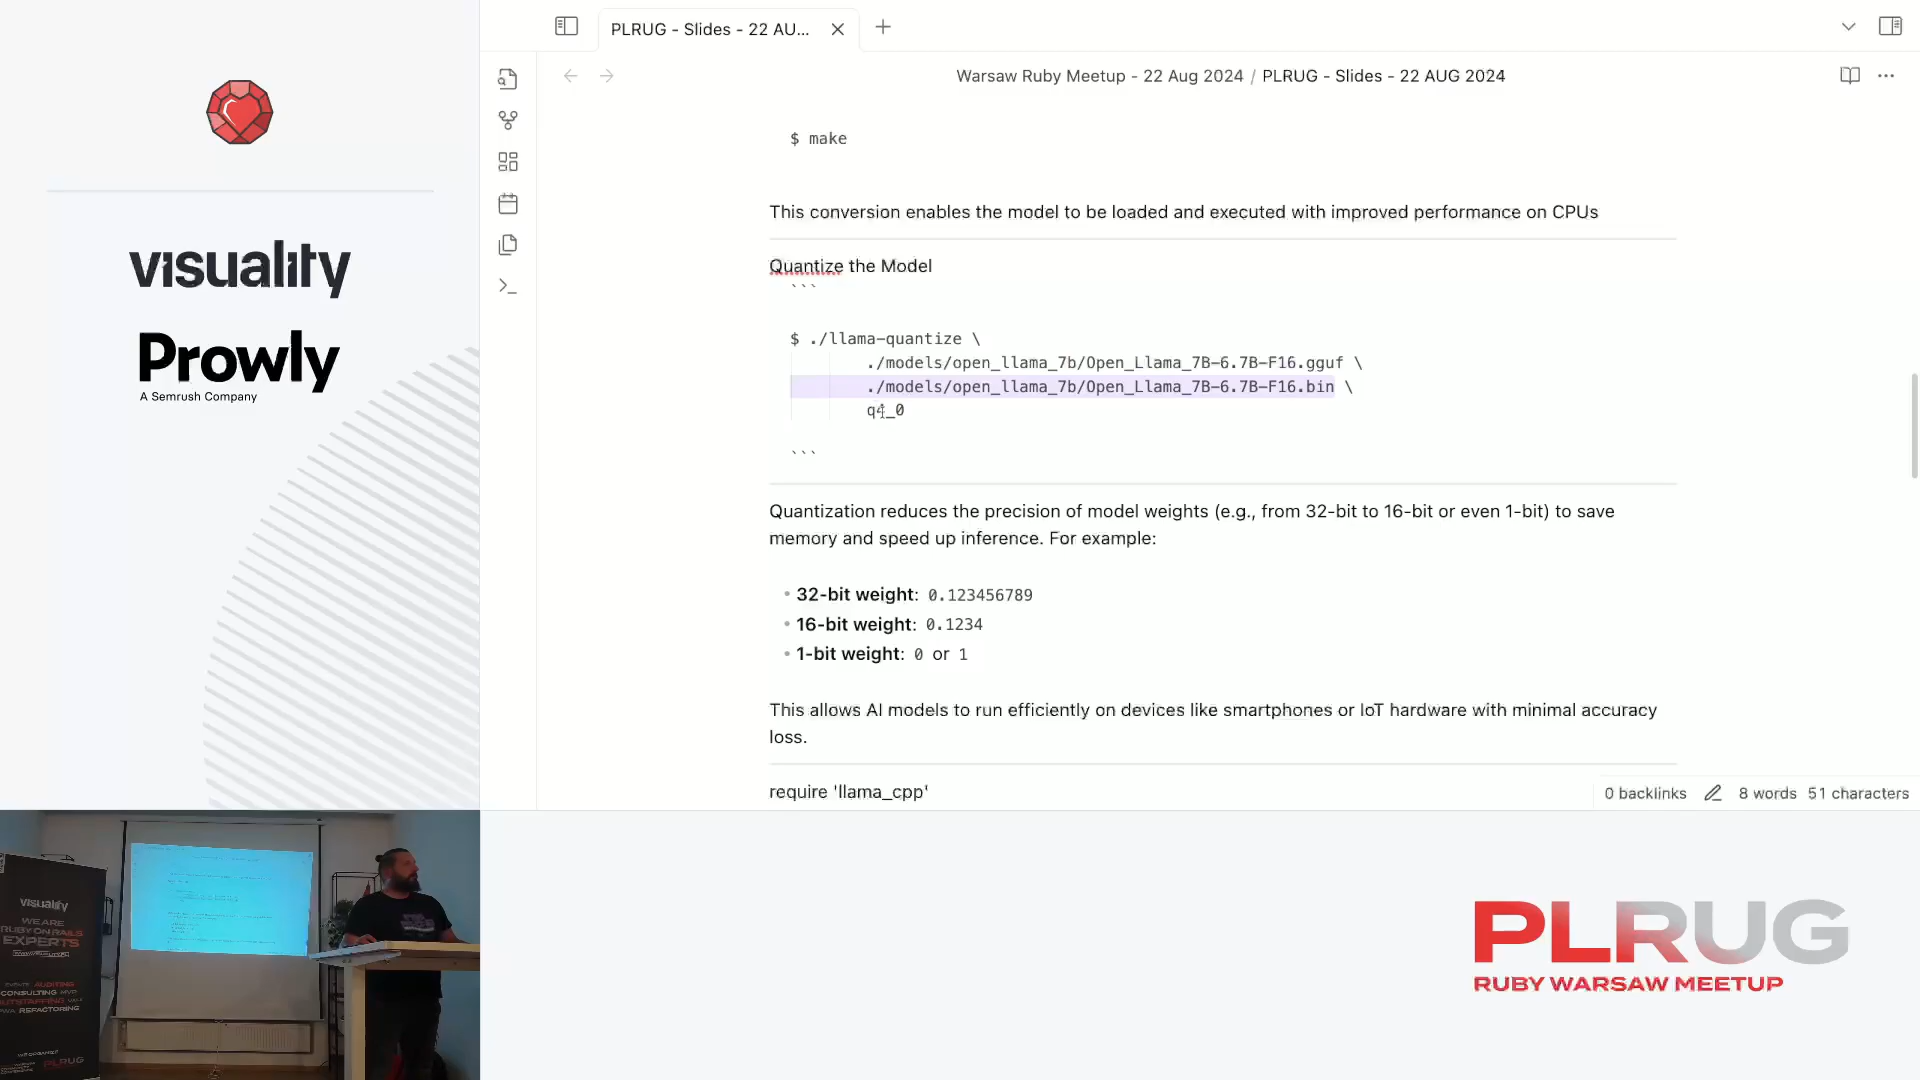 PLRUG - Slides - 22 AU...
Warsaw Ruby Meetup - 22 Aug 2024 / PLRUG - Slides - 22 AUG 2024
visuality
Prowly
A Semrush Company
$ make
This conversion enables the model to be loaded and executed with improved performance on CPUs
Quantize the Model
```
$ ./llama-quantize \
./models/open_llama_7b/Open_Llama_7B-6.7B-F16.gguf \
./models/open_llama_7b/Open_Llama_7B-6.7B-F16.bin \
q4_0
```
Quantization reduces the precision of model weights (e.g., from 32-bit to 16-bit or even 1-bit) to save
memory and speed up inference. For example:
• 32-bit weight: 0.123456789
• 16-bit weight: 0.1234
• 1-bit weight: 0 or 1
This allows AI models to run efficiently on devices like smartphones or IoT hardware with minimal accuracy
loss.
require 'llama_cpp'
0 backlinks 8 words 51 characters
visuality
WE ARE
RUBY ON RAILS
EXPERTS
AUDITING
CONSULTING
REFACTORING
PLRUG
PLRUG
RUBY WARSAW MEETUP